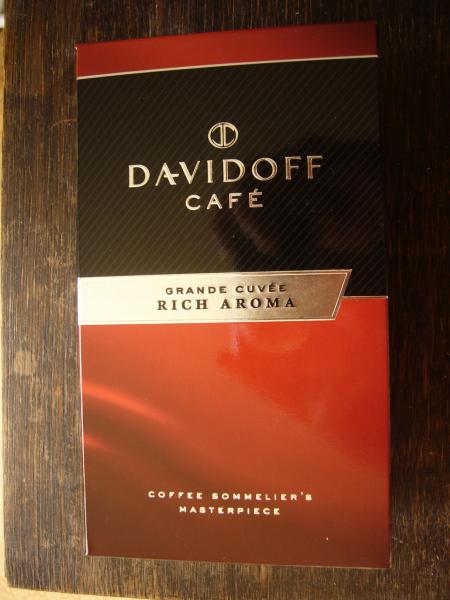 DAVIDOFF
CAFÉ
GRANDE CUVÉE
RICH AROMA
COFFEE SOMMELIER'S
MASTERPIECE